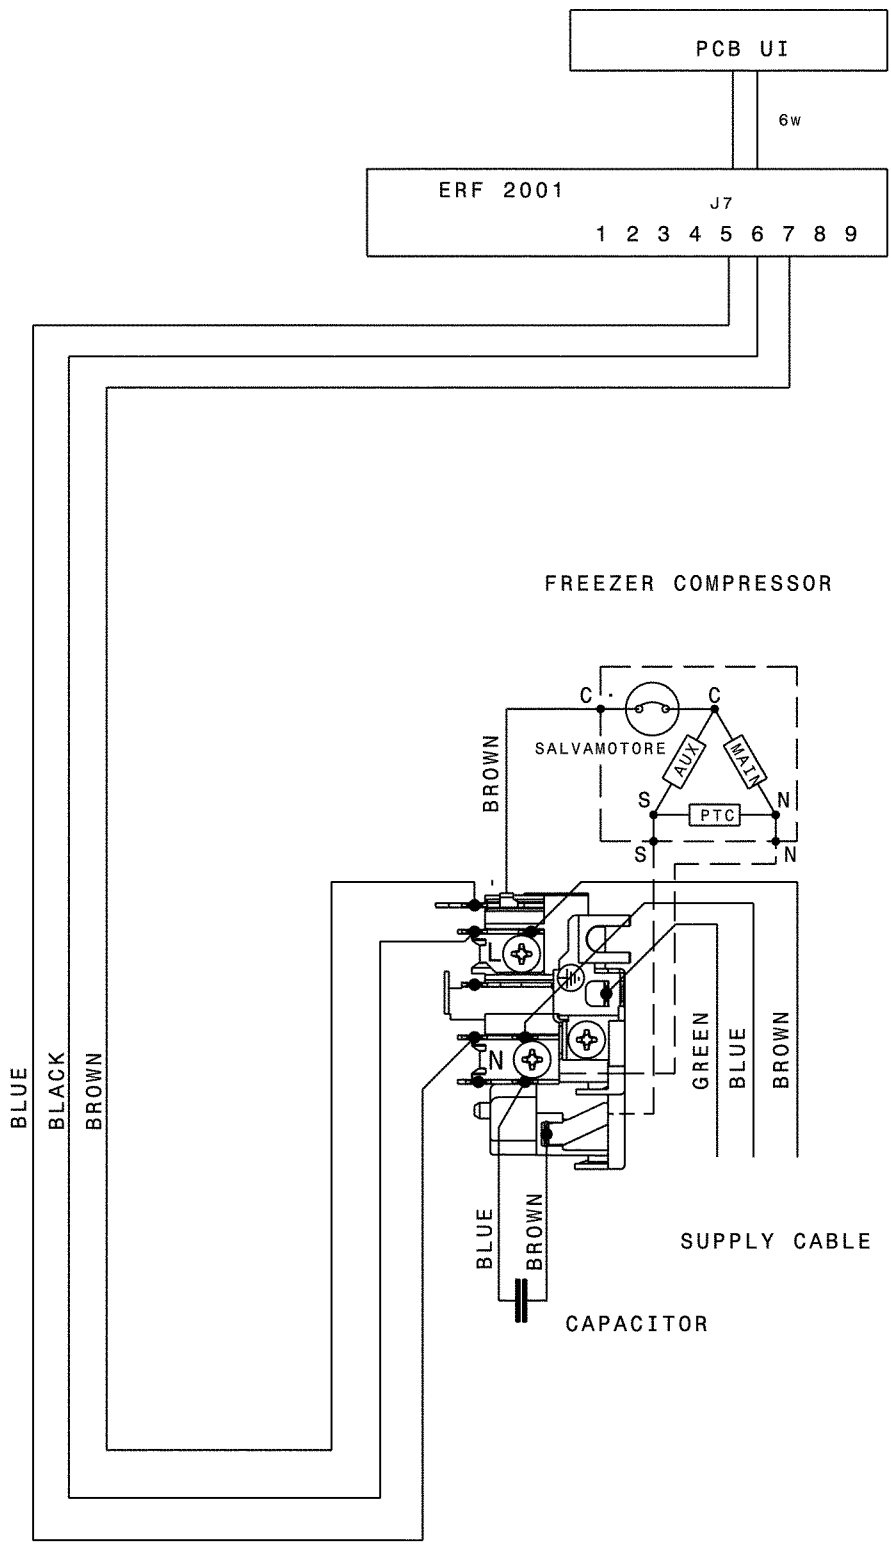 PCB UI
6W
ERF 2001
J7
1 2 3 4 5 6 7 8 9
FREEZER COMPRESSOR
C
C
SALVAMOTORE
BROWN
AUX
MAIN
S
N
PTC
S
N
L
N
BLUE
BLACK
BROWN
GREEN
BLUE
BROWN
BLUE
BROWN
SUPPLY CABLE
CAPACITOR